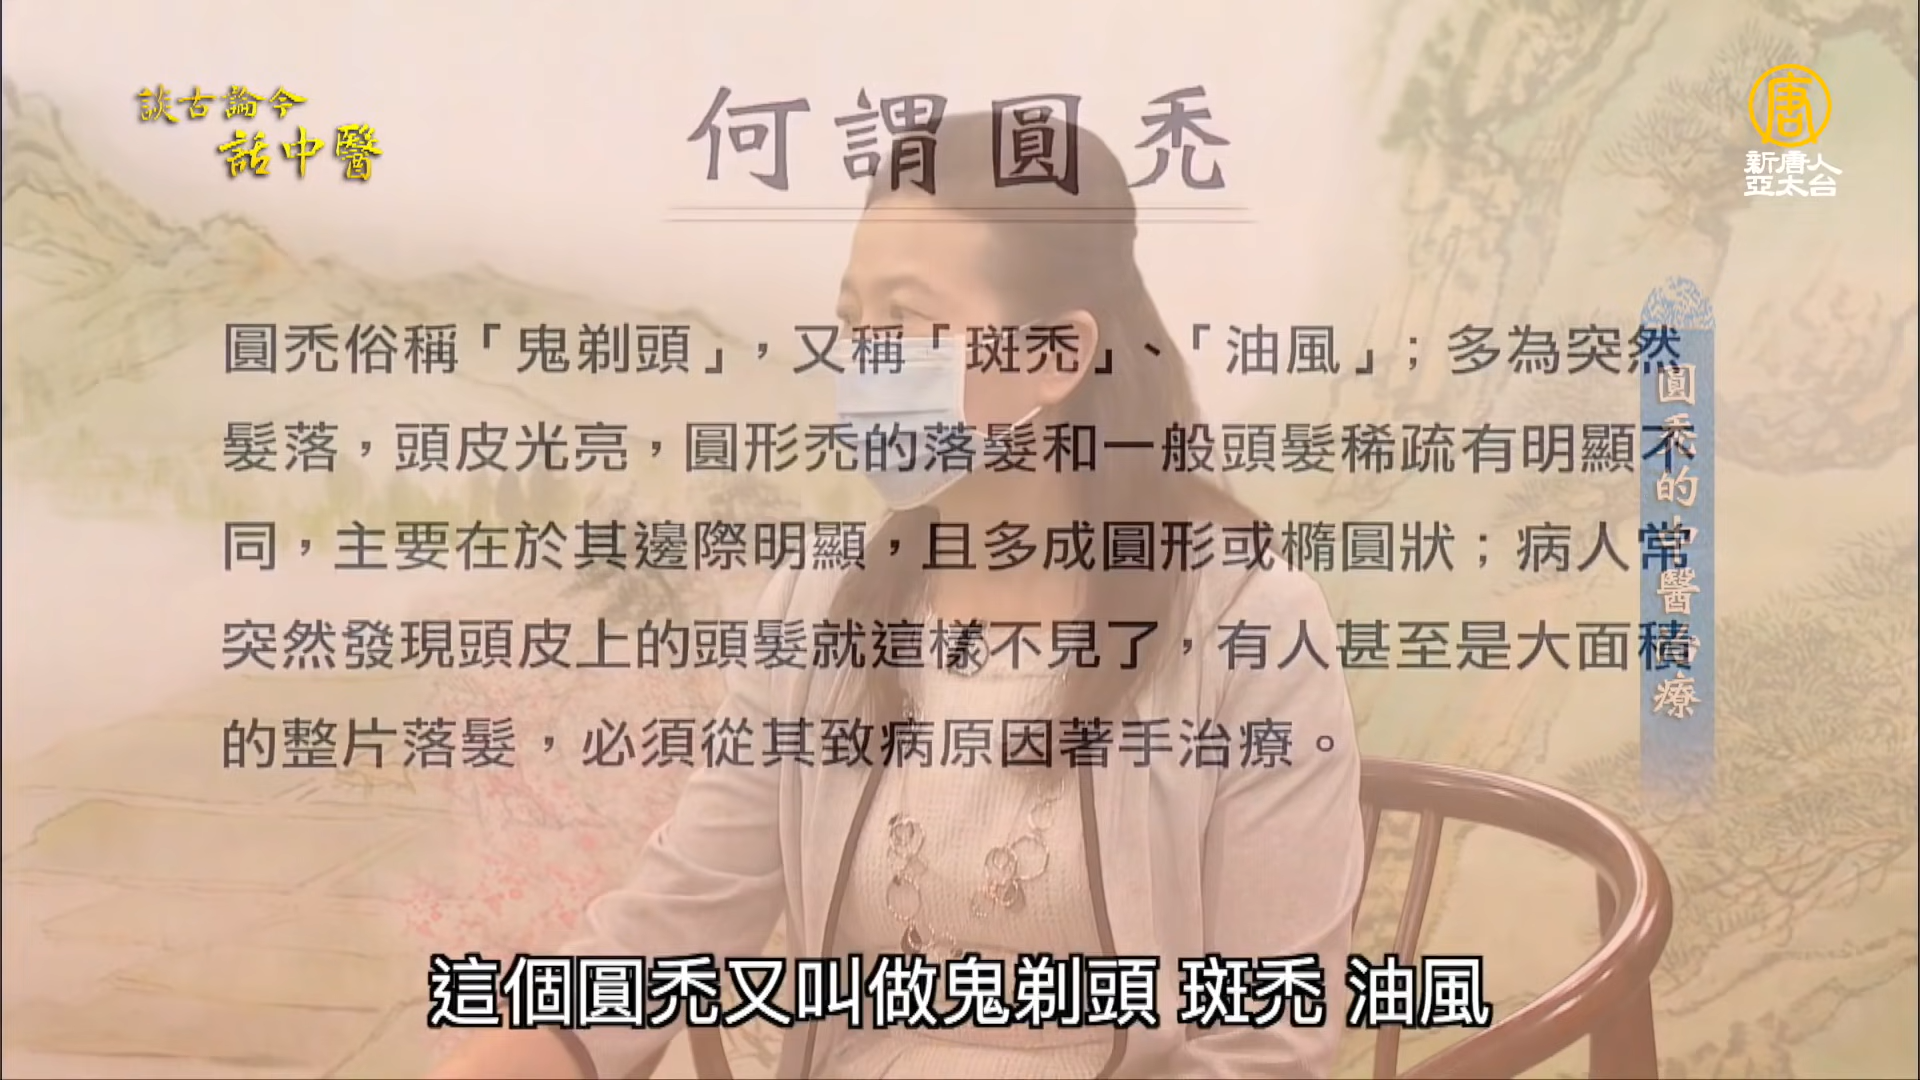 談古論今
話中醫
何謂圓禿
唐
新唐人
亞太台
圓禿俗稱「鬼剃頭」，又稱「斑禿」、「油風」；多為突然
髮落，頭皮光亮，圓形禿的落髮和一般頭髮稀疏有明顯不
同，主要在於其邊際明顯，且多成圓形或橢圓狀；病人常
突然發現頭皮上的頭髮就這樣不見了，有人甚至是大面積
的整片落髮，必須從其致病原因著手治療。
圓禿的中醫治療
這個圓禿又叫做鬼剃頭 斑禿 油風